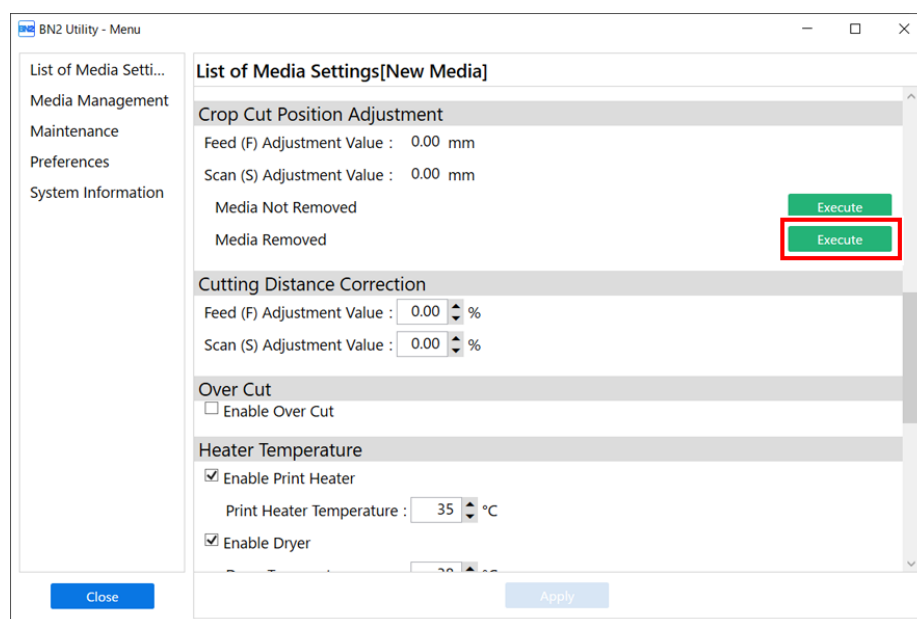 BN2 BN2 Utility - Menu
List of Media Setti...
Media Management
Maintenance
Preferences
System Information
List of Media Settings[New Media]
Crop Cut Position Adjustment
Feed (F) Adjustment Value : 0.00 mm
Scan (S) Adjustment Value : 0.00 mm
Media Not Removed Execute
Media Removed Execute
Cutting Distance Correction
Feed (F) Adjustment Value : 0.00 %
Scan (S) Adjustment Value : 0.00 %
Over Cut
Enable Over Cut
Heater Temperature
Enable Print Heater
Print Heater Temperature : 35 °C
Enable Dryer
Close
Apply